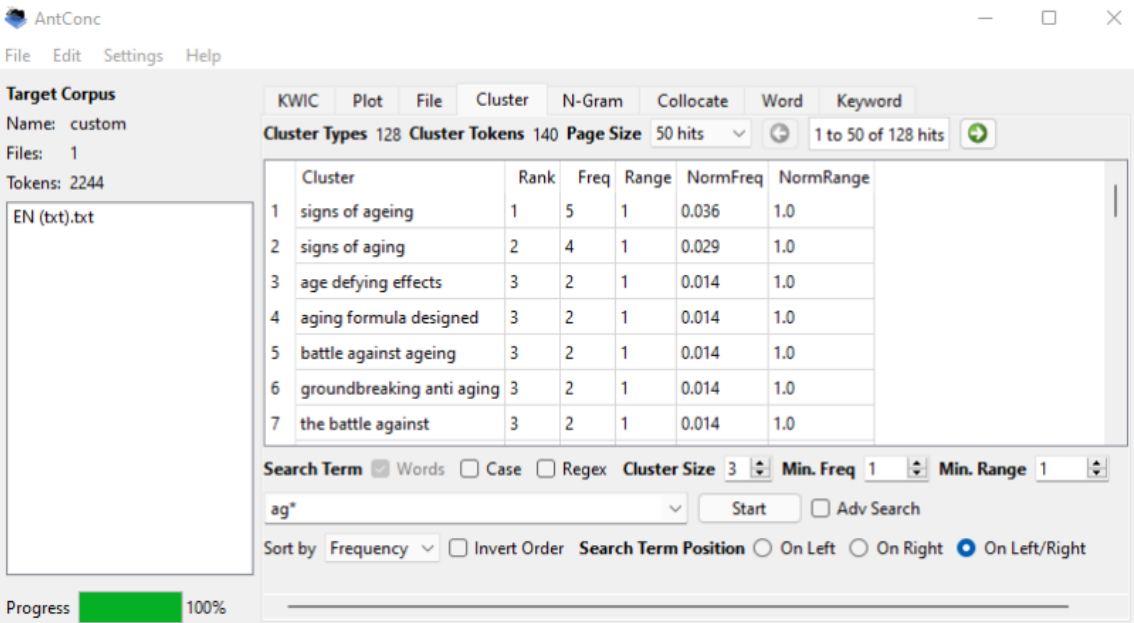 AntConc
File Edit Settings Help
Target Corpus
Name: custom
Files: 1
Tokens: 2244
EN (txt).txt
Progress 100%
KWIC Plot File Cluster N-Gram Collocate Word Keyword
Cluster Types 128 Cluster Tokens 140 Page Size 50 hits 1 to 50 of 128 hits
Cluster Rank Freq Range NormFreq NormRange
1 signs of ageing 1 5 1 0.036 1.0
2 signs of aging 2 4 1 0.029 1.0
3 age defying effects 3 2 1 0.014 1.0
4 aging formula designed 3 2 1 0.014 1.0
5 battle against ageing 3 2 1 0.014 1.0
6 groundbreaking anti aging 3 2 1 0.014 1.0
7 the battle against 3 2 1 0.014 1.0
Search Term Words Case Regex Cluster Size 3 Min. Freq 1 Min. Range 1
ag* Start Adv Search
Sort by Frequency Invert Order Search Term Position On Left On Right On Left/Right